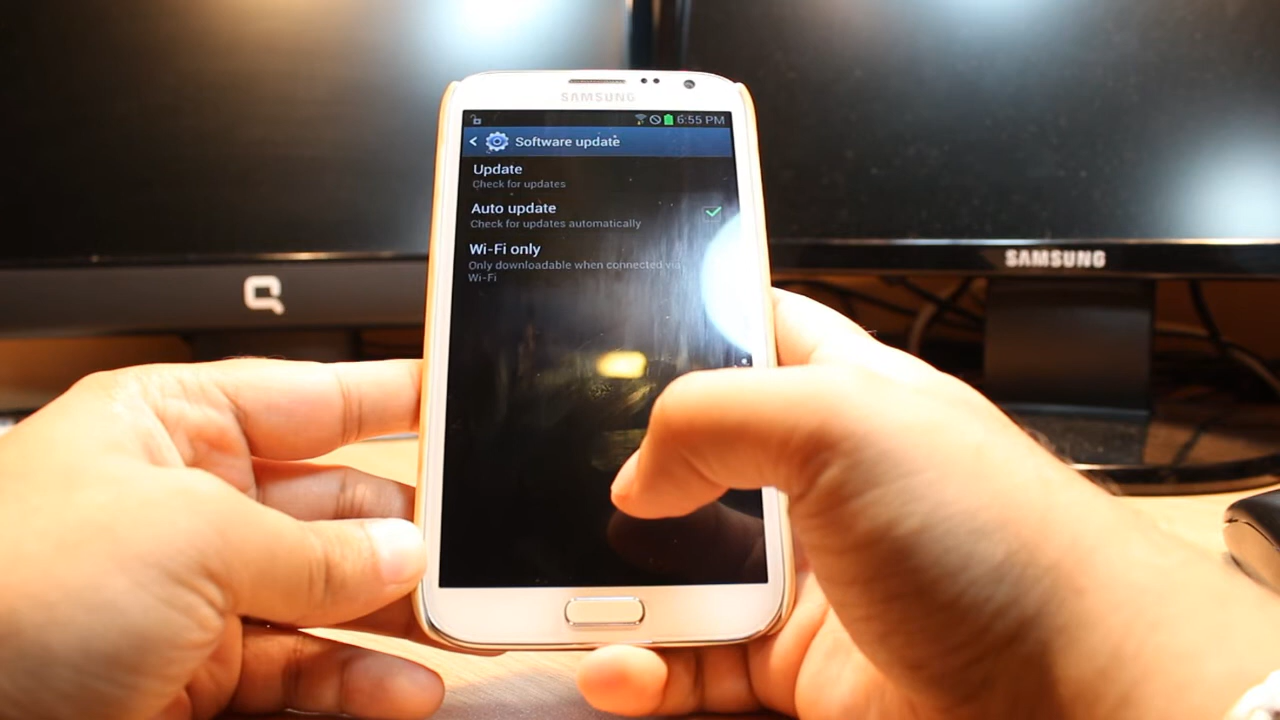 SAMSUNG
6:55 PM
Software update
Update
Check for updates
Auto update
Check for updates automatically
Wi-Fi only
Only downloadable when connected via
Wi-Fi
SAMSUNG